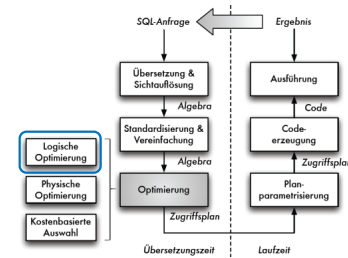 SQL-Anfrage
Ergebnis
Übersetzung &
Sichtauflösung
Ausführung
Algebra
Code
Standardisierung &
Vereinfachung
Code-
erzeugung
Logische
Optimierung
Algebra
Zugriffsplan
Physische
Optimierung
Optimierung
Plan-
parametrisierung
Kostenbasierte
Auswahl
Zugriffsplan
Übersetzungszeit
Laufzeit